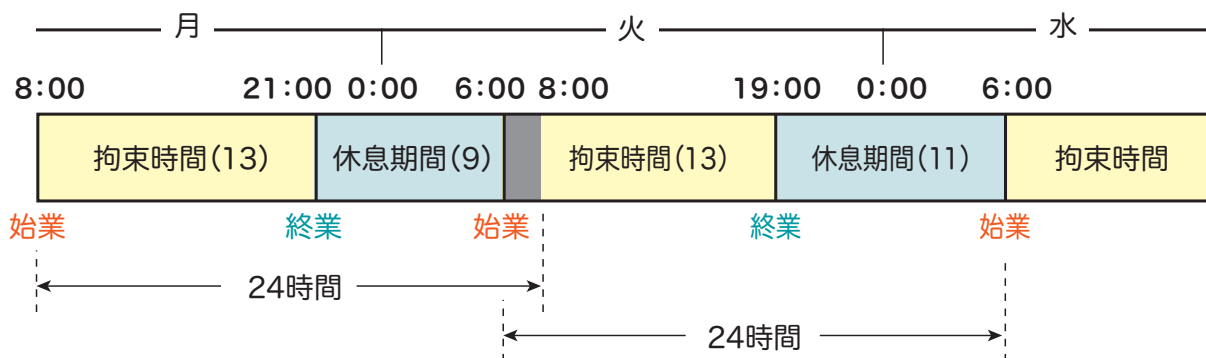 月 火 水
8:00 21:00 0:00 6:00 8:00 19:00 0:00 6:00
拘束時間(13) 休息期間(9) 拘束時間(13) 休息期間(11) 拘束時間
始業 終業 始業 終業 始業
24時間
24時間